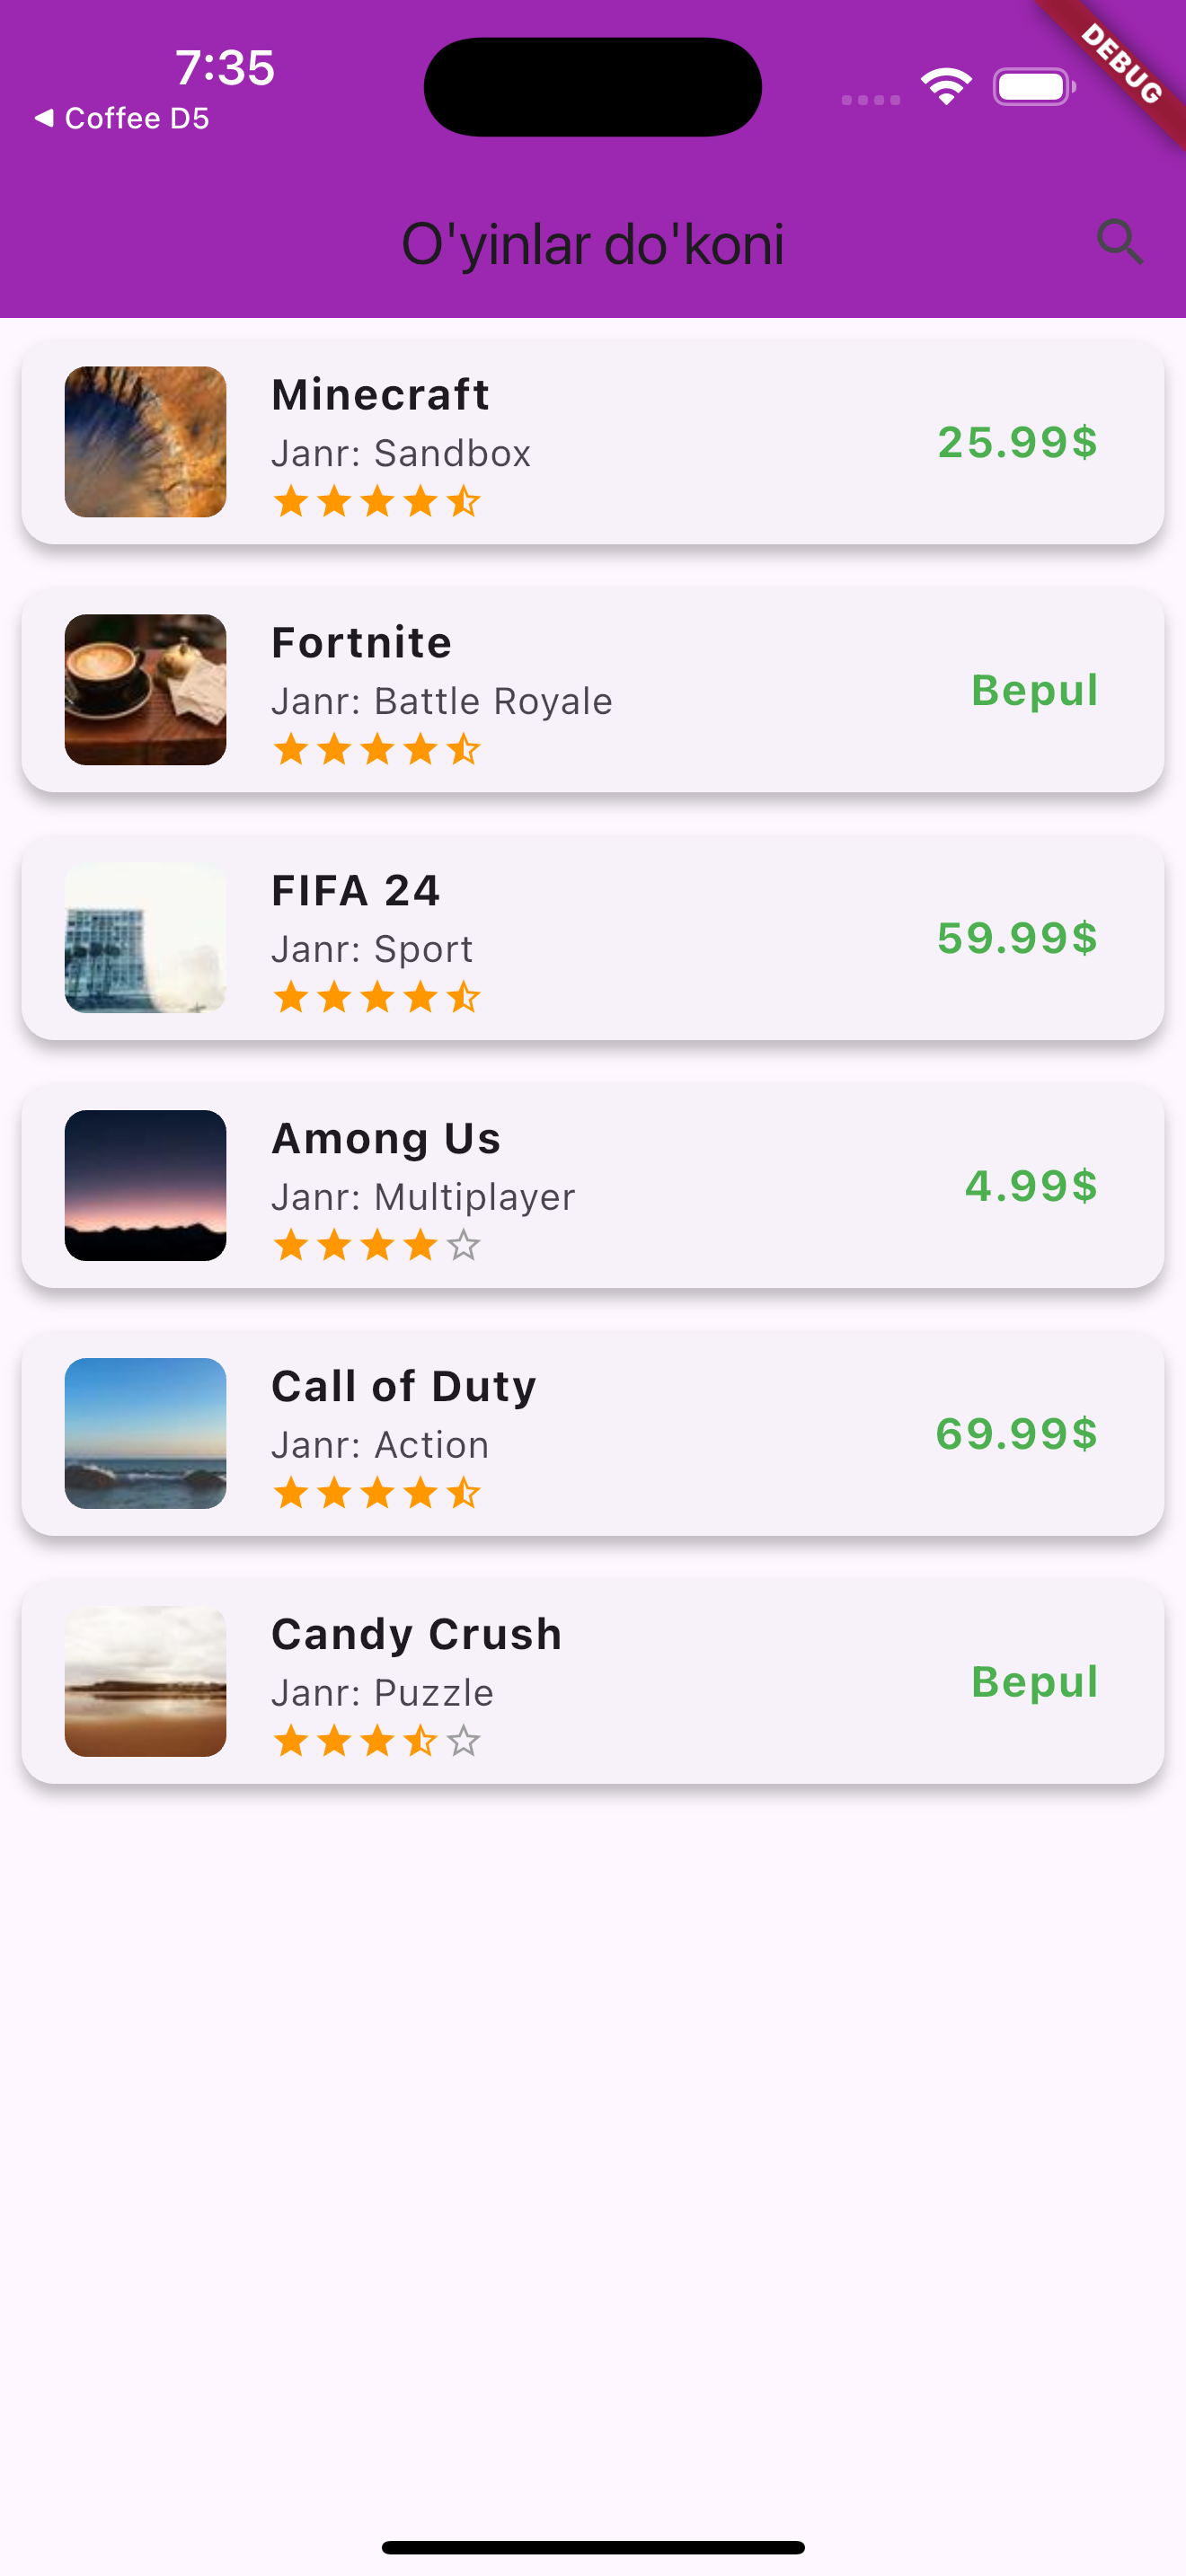 7:35
DEBUG
◀ Coffee D5
O'yinlar do'koni
Minecraft
Janr: Sandbox
25.99$
Fortnite
Janr: Battle Royale
Bepul
FIFA 24
Janr: Sport
59.99$
Among Us
Janr: Multiplayer
4.99$
Call of Duty
Janr: Action
69.99$
Candy Crush
Janr: Puzzle
Bepul